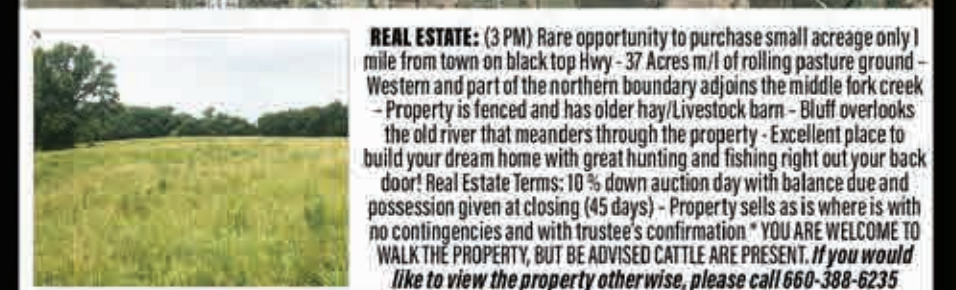 REAL ESTATE: (3 PM) Rare opportunity to purchase small acreage only 1
mile from town on black top Hwy - 37 Acres m/l of rolling pasture ground –
Western and part of the northern boundary adjoins the middle fork creek
– Property is fenced and has older hay/Livestock barn – Bluff overlooks
the old river that meanders through the property - Excellent place to
build your dream home with great hunting and fishing right out your back
door! Real Estate Terms: 10 % down auction day with balance due and
possession given at closing (45 days) – Property sells as is where is with
no contingencies and with trustee's confirmation * YOU ARE WELCOME TO
WALK THE PROPERTY, BUT BE ADVISED CATTLE ARE PRESENT. If you would
like to view the property otherwise, please call 660-388-6235